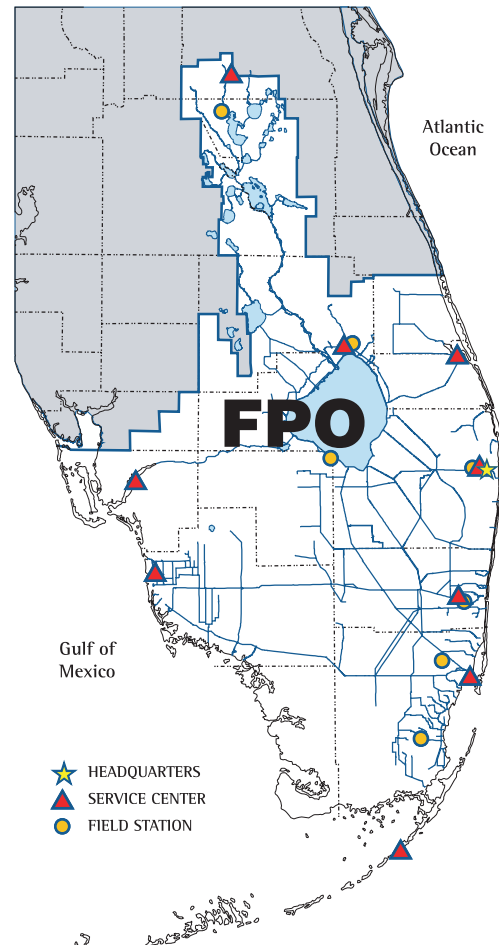 Atlantic
Ocean
FPO
Gulf of
Mexico
HEADQUARTERS
SERVICE CENTER
FIELD STATION